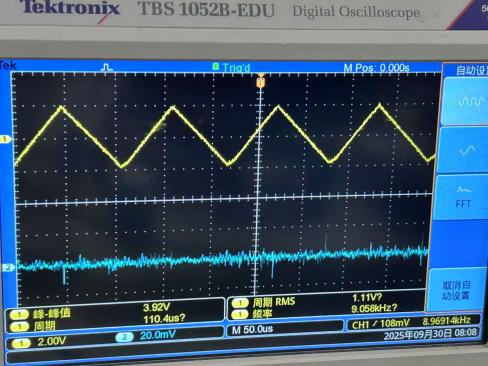 Tektronix TBS 1052B-EDU Digital Oscilloscope
Tek Trig'd M Pos: 0.000s
自动设
1
FFT
2
取消自
动设置
1 峰-峰值 3.92V
1 周期 110.4us?
1 周期 RMS 1.11V?
1 频率 9.058kHz?
1 2.00V 2 20.0mV M 50.0us CH1 / 108mV 8.96914kHz
2025年09月30日 08:08